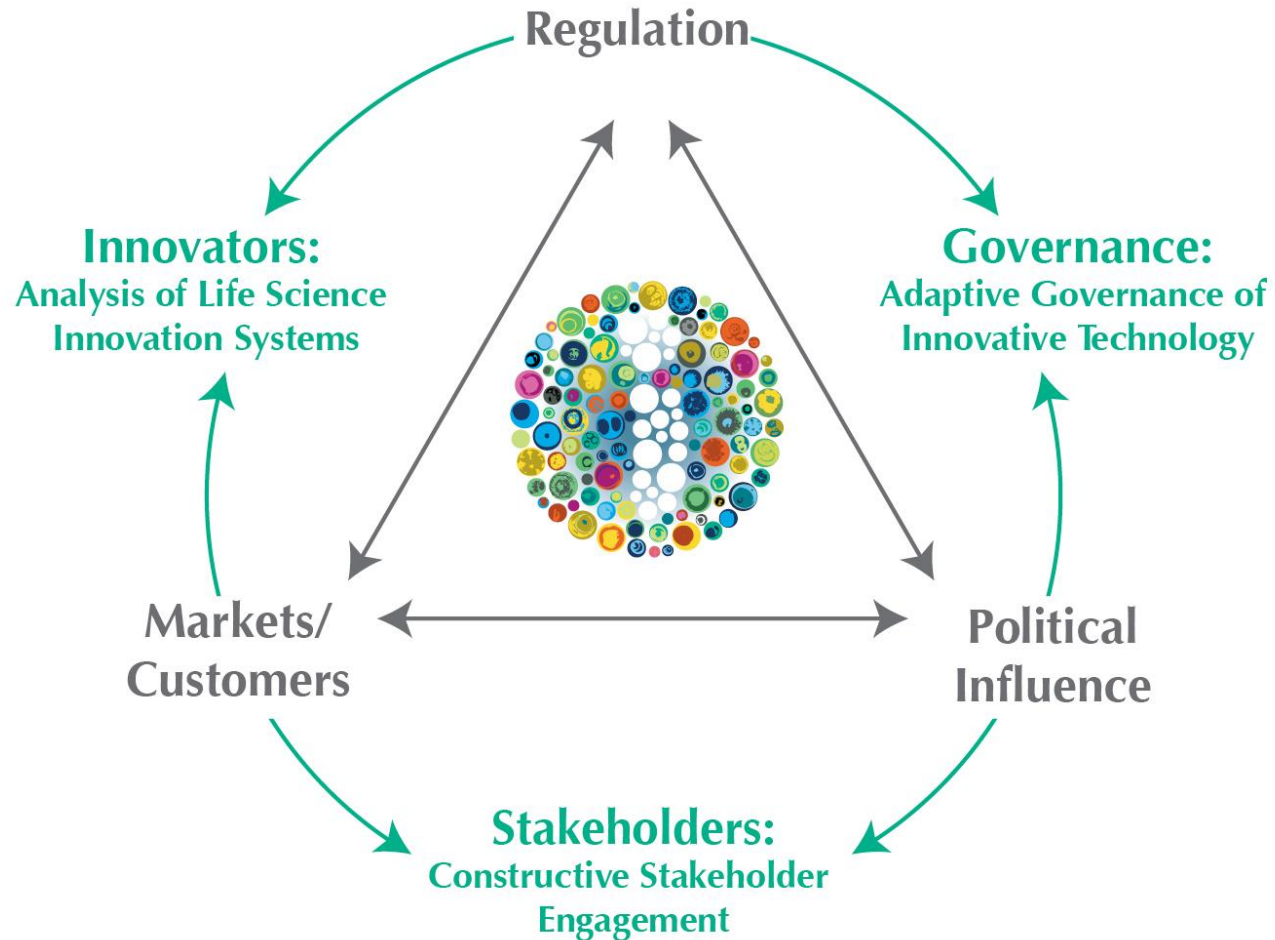 Regulation
Innovators:
Analysis of Life Science
Innovation Systems
Governance:
Adaptive Governance of
Innovative Technology
Markets/
Customers
Political
Influence
Stakeholders:
Constructive Stakeholder
Engagement